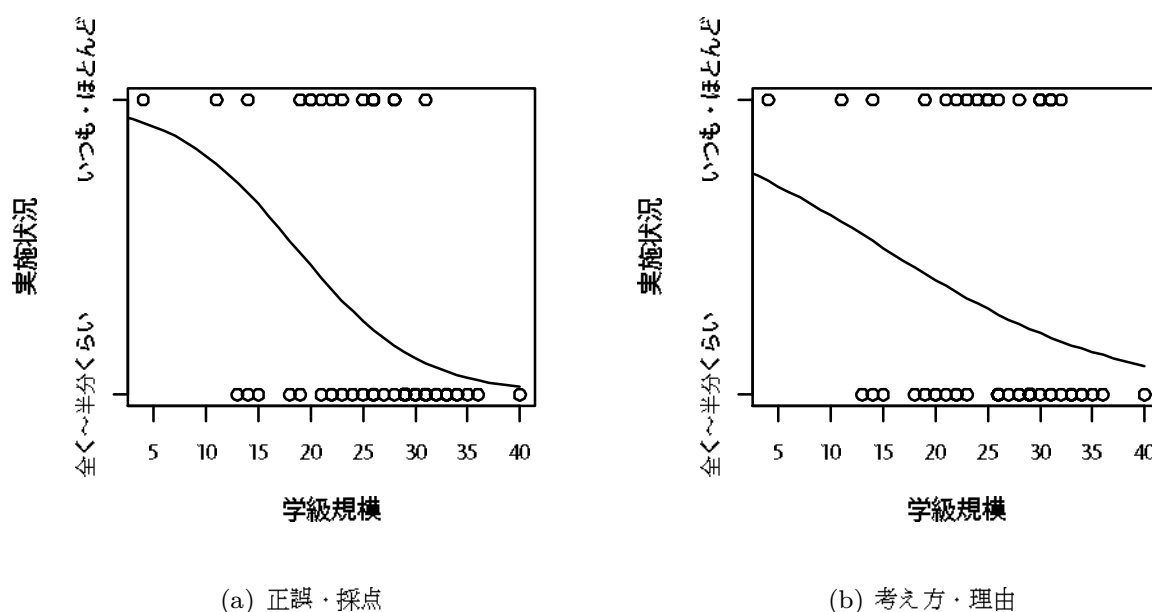 いつも・ほとんど
全く～半分くらい
実施状況
5 10 15 20 25 30 35 40
学級規模
(a) 正誤・採点
いつも・ほとんど
全く～半分くらい
実施状況
5 10 15 20 25 30 35 40
学級規模
(b) 考え方・理由